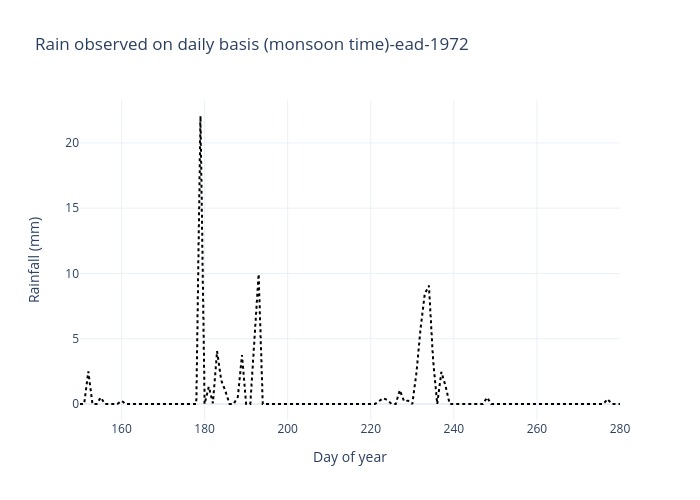 Rain observed on daily basis (monsoon time)-ead-1972
20
15
10
5
0
Rainfall (mm)
160 180 200 220 240 260 280
Day of year